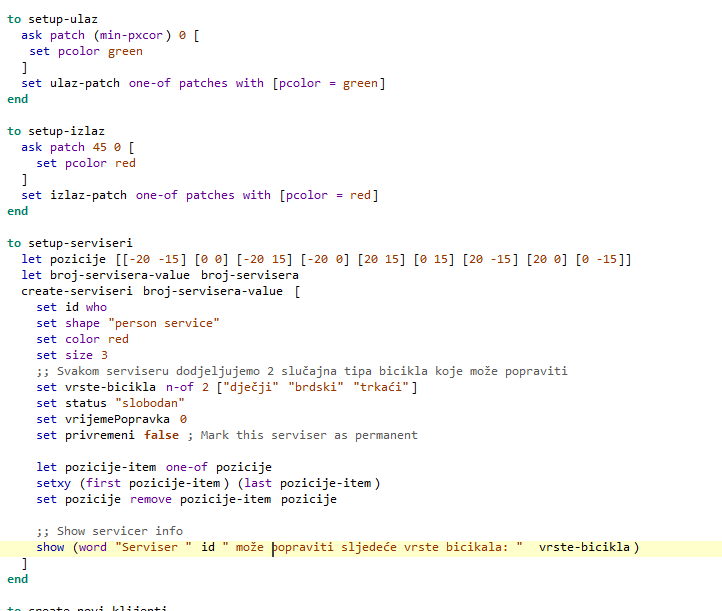 to setup-ulaz
  ask patch (min-pxcor) 0 [
   set pcolor green
  ]
  set ulaz-patch one-of patches with [pcolor = green]
end

to setup-izlaz
  ask patch 45 0 [
    set pcolor red
  ]
  set izlaz-patch one-of patches with [pcolor = red]
end

to setup-serviseri
  let pozicije [[-20 -15] [0 0] [-20 15] [-20 0] [20 15] [0 15] [20 -15] [20 0] [0 -15]]
  let broj-servisera-value broj-servisera
  create-serviseri broj-servisera-value [
    set id who
    set shape "person service"
    set color red
    set size 3
    ;; Svakom serviseru dodjeljujemo 2 slučajna tipa bicikla koje može popraviti
    set vrste-bicikla n-of 2 ["dječji" "brdski" "trkaći"]
    set status "slobodan"
    set vrijemePopravka 0
    set privremeni false ; Mark this serviser as permanent

    let pozicije-item one-of pozicije
    setxy (first pozicije-item) (last pozicije-item)
    set pozicije remove pozicije-item pozicije

    ;; Show servicer info
    show (word "Serviser " id " može popraviti sljedeće vrste bicikala: "  vrste-bicikla)
  ]
end

to create-novi-klijenti